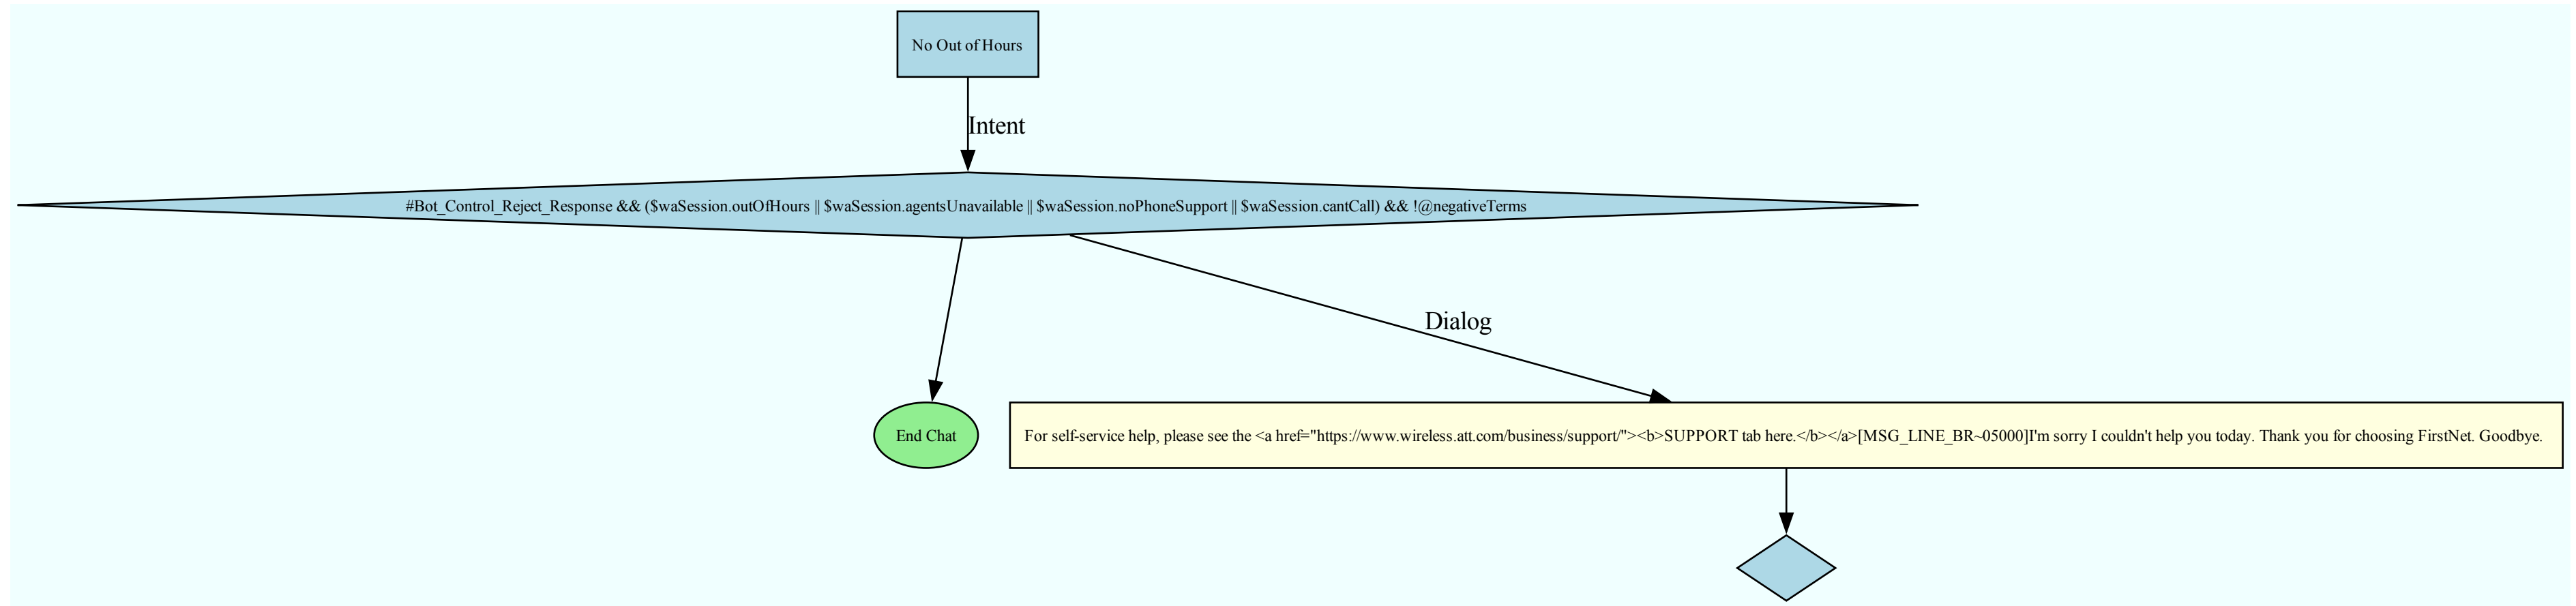 No Out of Hours
Intent
#Bot_Control_Reject_Response && ($waSession.outOfHours || $waSession.agentsUnavailable || $waSession.noPhoneSupport || $waSession.cantCall) && !@negativeTerms
Dialog
End Chat
For self-service help, please see the <a href="https://www.wireless.att.com/business/support/"><b>SUPPORT tab here.</b></a>[MSG_LINE_BR~05000]I'm sorry I couldn't help you today. Thank you for choosing FirstNet. Goodbye.